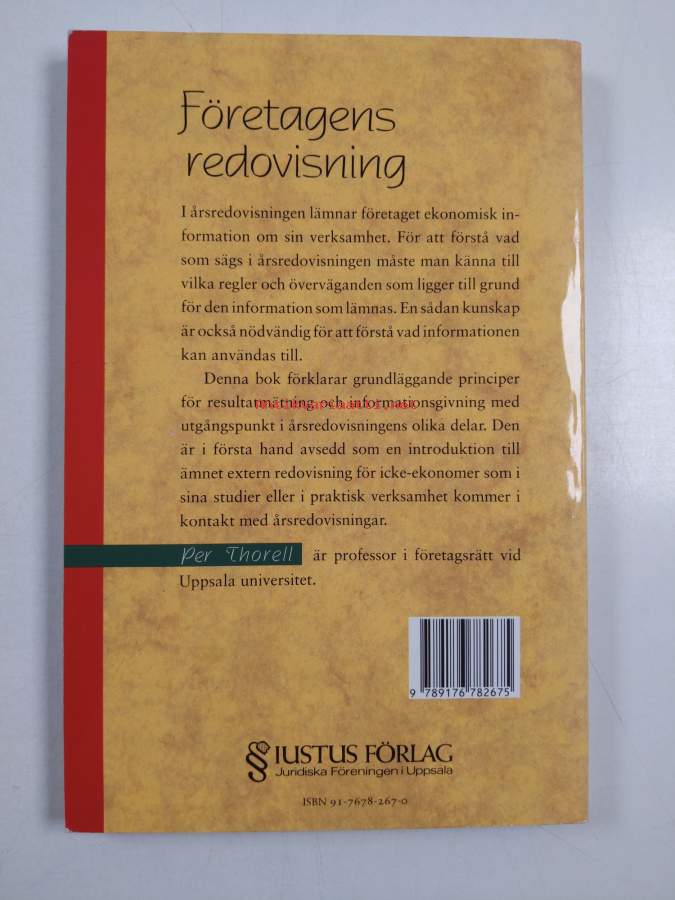 Företagens
redovisning
I årsredovisningen lämnar företaget ekonomisk in-
formation om sin verksamhet. För att förstå vad
som sägs i årsredovisningen måste man känna till
vilka regler och överväganden som ligger till grund
för den information som lämnas. En sådan kunskap
är också nödvändig för att förstå vad informationen
kan användas till.
Denna bok förklarar grundläggande principer
för resultatmätning och informationsgivning med
utgångspunkt i årsredovisningens olika delar. Den
är i första hand avsedd som en introduktion till
ämnet extern redovisning för icke-ekonomer som i
sina studier eller i praktisk verksamhet kommer i
kontakt med årsredovisningar.
Per Thorell är professor i företagsrätt vid
Uppsala universitet.
9 789176 782675
IUSTUS FÖRLAG
Juridiska Föreningen i Uppsala
ISBN 91-7678-267-0